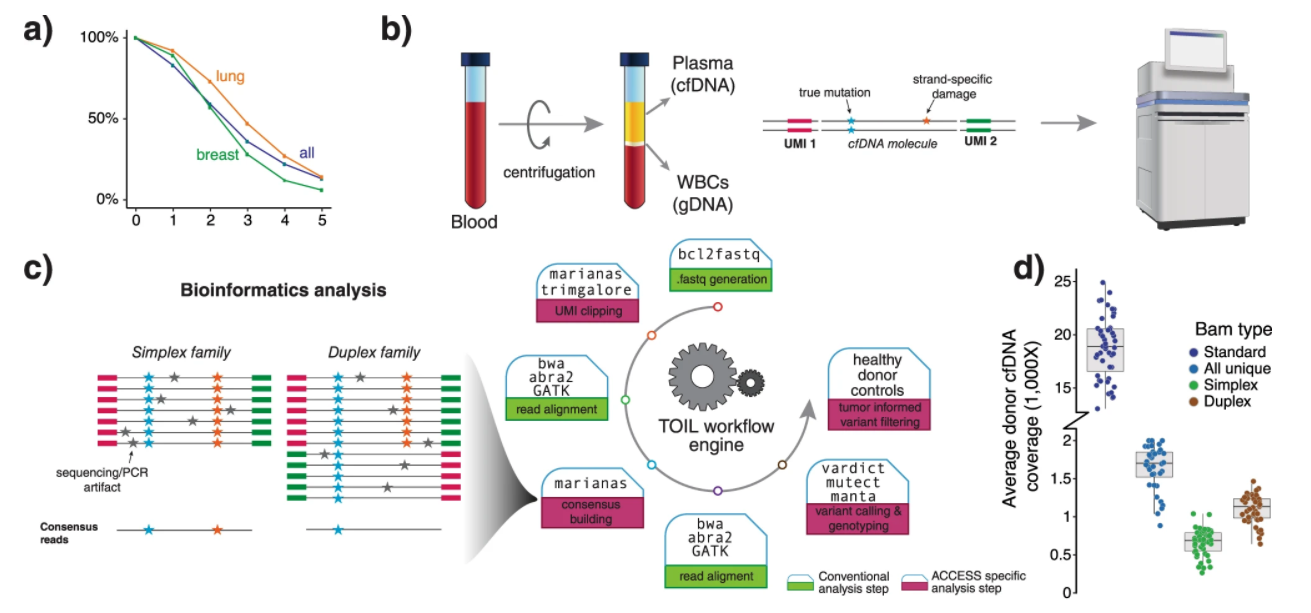 a)
100%
50%
0%
lung
breast
all
0 1 2 3 4 5
b)
Blood
centrifugation
Plasma
(cfDNA)
WBCs
(gDNA)
true mutation
strand-specific
damage
UMI 1
cfDNA molecule
UMI 2
c)
Bioinformatics analysis
Simplex family
Duplex family
sequencing/PCR
artifact
Consensus
reads
bcl2fastq
.fastq generation
marianas
trimgalore
UMI clipping
bwa
abra2
GATK
read alignment
marianas
consensus
building
bwa
abra2
GATK
read aligment
vardict
mutect
manta
variant calling &
genotyping
healthy
donor
controls
tumor informed
variant filtering
TOIL workflow
engine
Conventional
analysis step
ACCESS specific
analysis step
d)
Average donor cfDNA
coverage (1,000X)
25
20
15
2
1.5
1
0.5
0
Bam type
Standard
All unique
Simplex
Duplex